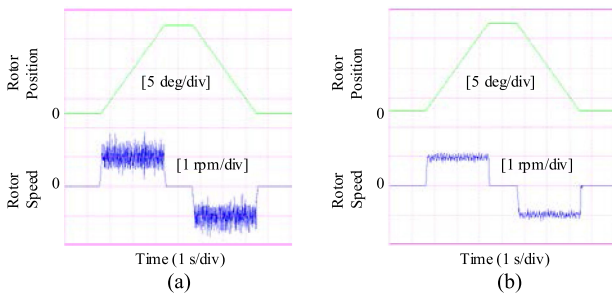 Rotor
Position
[5 deg/div]
0
Rotor
Speed
[1 rpm/div]
0
Time (1 s/div)
(a)
Rotor
Position
[5 deg/div]
0
Rotor
Speed
[1 rpm/div]
0
Time (1 s/div)
(b)